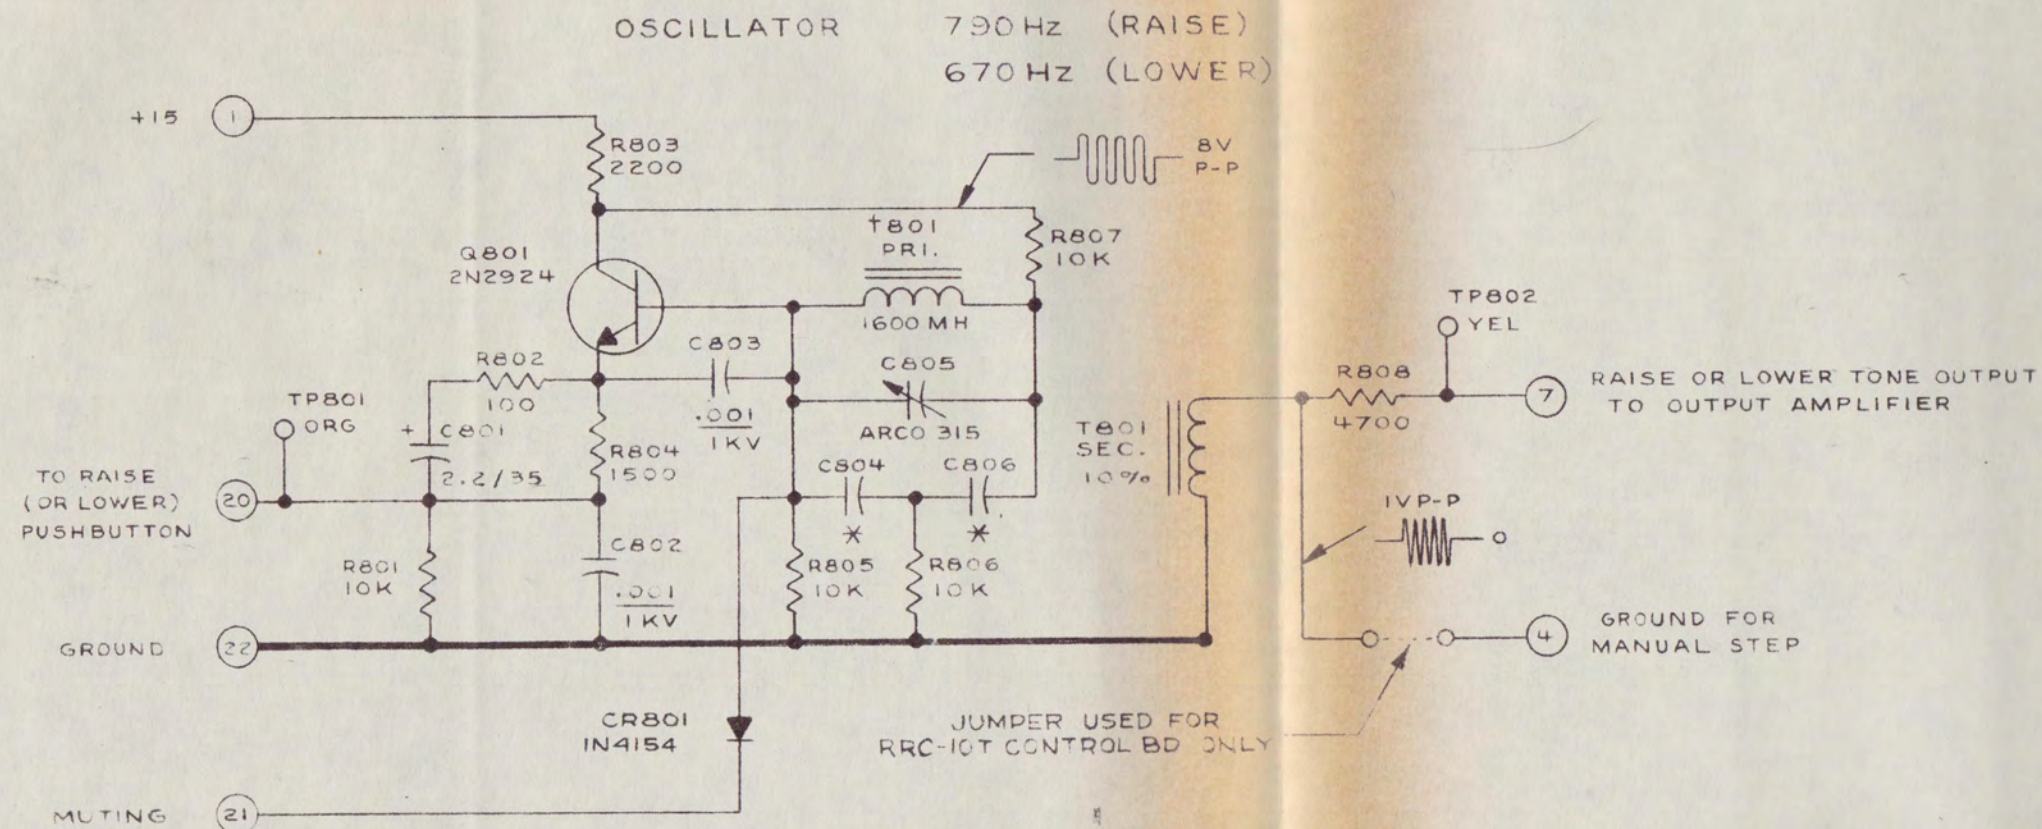 OSCILLATOR 790 Hz (RAISE)
670 Hz (LOWER)
+15
1
R803
2200
8V
P-P
T801
PRI.
1600 MH
R807
10K
Q801
2N2924
C803
.001
1KV
R802
100
C805
ARCO 315
TP802
YEL
R808
4700
7
RAISE OR LOWER TONE OUTPUT
TO OUTPUT AMPLIFIER
TP801
ORG
+
C801
2.2/35
R804
1500
C804
*
C806
*
T801
SEC.
10%
TO RAISE
(OR LOWER)
PUSHBUTTON
20
1VP-P
R801
10K
C802
.001
1KV
R805
10K
R806
10K
GROUND
22
4
GROUND FOR
MANUAL STEP
CR801
1N4154
JUMPER USED FOR
RRC-10T CONTROL BD ONLY
MUTING
21